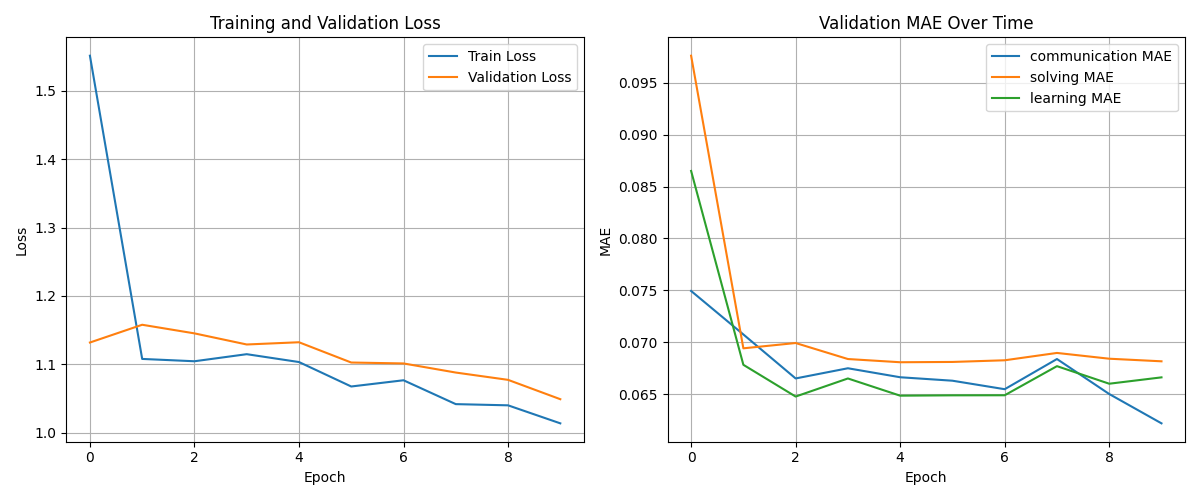 Training and Validation Loss
Train Loss
Validation Loss
1.5
1.4
1.3
1.2
1.1
1.0
Loss
0 2 4 6 8
Epoch
Validation MAE Over Time
communication MAE
solving MAE
learning MAE
0.095
0.090
0.085
0.080
0.075
0.070
0.065
MAE
0 2 4 6 8
Epoch